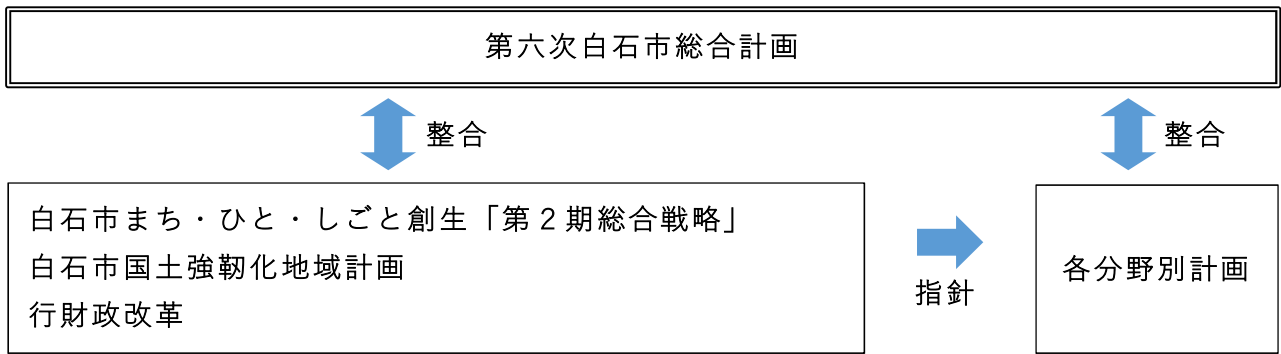 第六次白石市総合計画
整合
整合
白石市まち・ひと・しごと創生「第２期総合戦略」
白石市国土強靱化地域計画
行財政改革
指針
各分野別計画